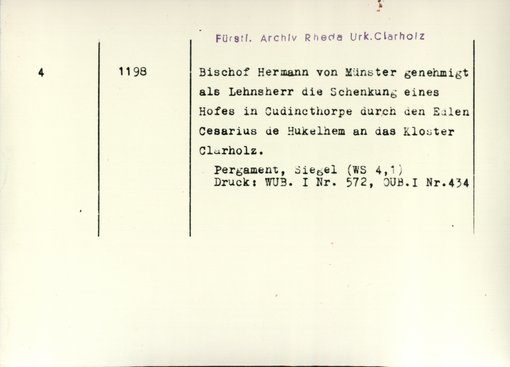 Fürstl. Archiv Rheda Urk.Clarholz
4 1198 Bischof Hermann von Münster genehmigt
als Lehnsherr die Schenkung eines
Hofes in Cudincthorpe durch den Edlen
Cesarius de Hukelhem an das Kloster
Clarholz.
Pergament, Siegel (WS 4,1)
Druck: WUB. I Nr. 572, OUB.I Nr.434